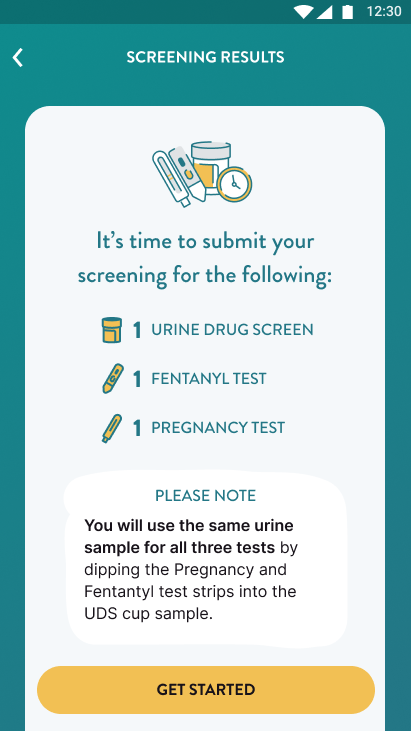 12:30
SCREENING RESULTS
It's time to submit your
screening for the following:
1 URINE DRUG SCREEN
1 FENTANYL TEST
1 PREGNANCY TEST
PLEASE NOTE
You will use the same urine
sample for all three tests by
dipping the Pregnancy and
Fentantyl test strips into the
UDS cup sample.
GET STARTED